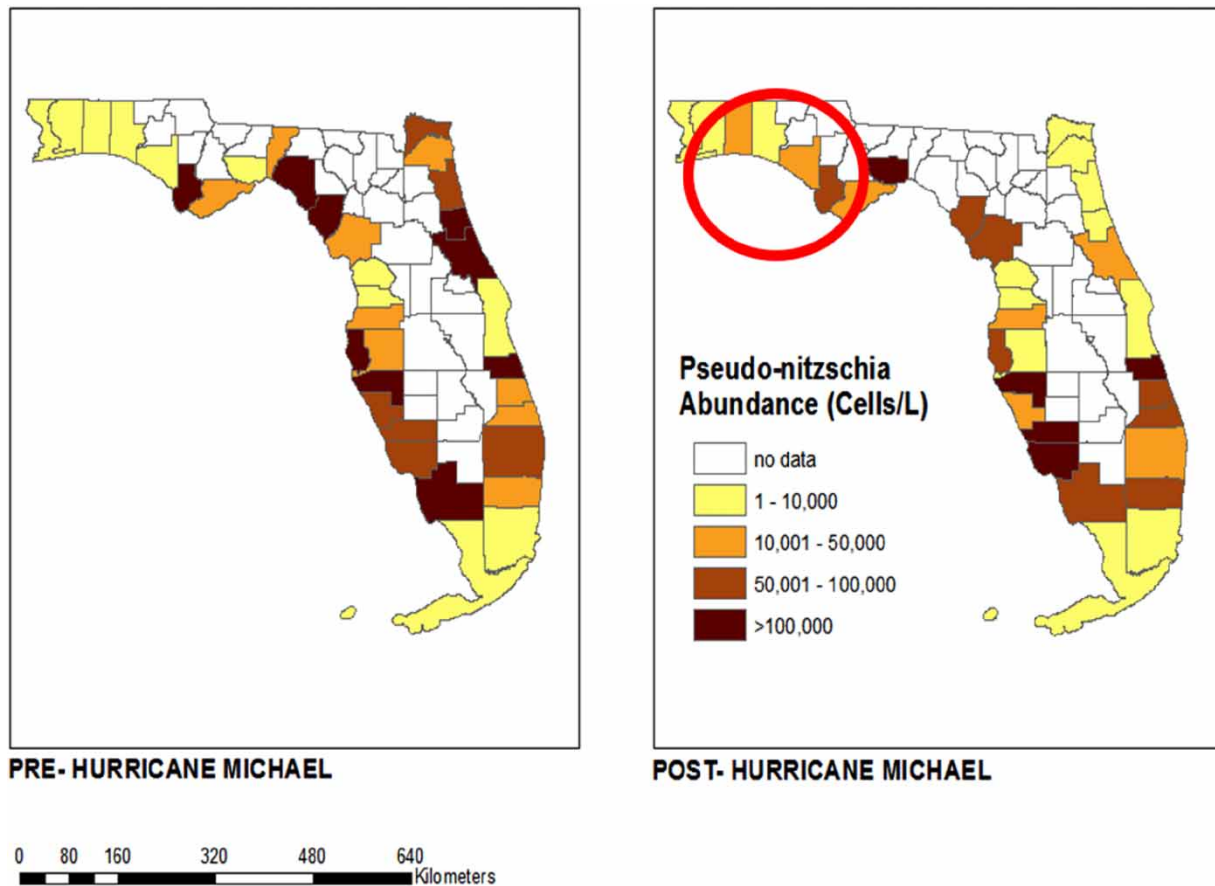 Pseudo-nitzschia
Abundance (Cells/L)
no data
1 - 10,000
10,001 - 50,000
50,001 - 100,000
>100,000
PRE- HURRICANE MICHAEL
POST- HURRICANE MICHAEL
0 80 160 320 480 640
Kilometers